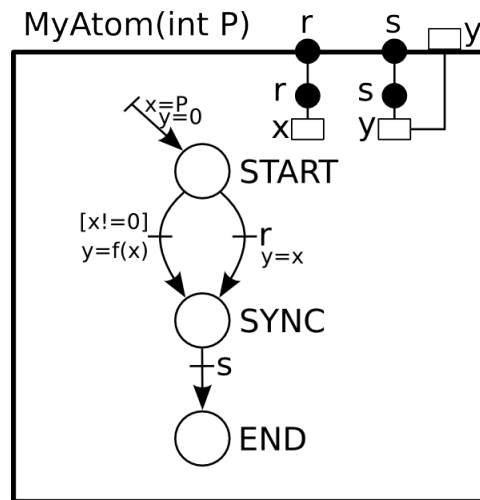 MyAtom(int P)
r
s
y
r
s
x
y
x=P
y=0
START
[x!=0]
y=f(x)
r
y=x
SYNC
s
END